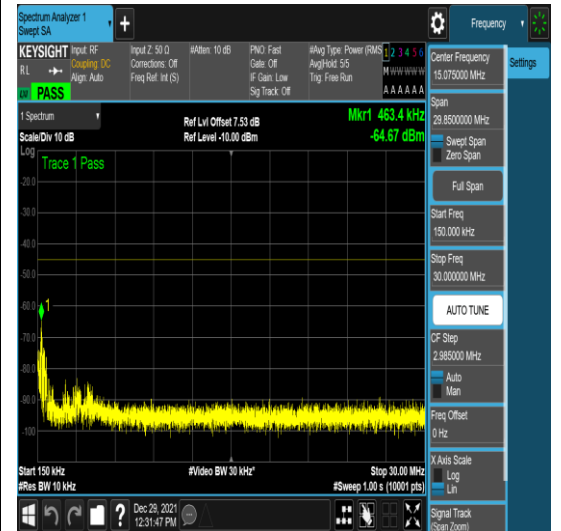 Spectrum Analyzer 1
Swept SA
+
Frequency
KEYSIGHT
Input: RF
Coupling: DC
Align: Auto
Input Z: 50 Ω
Corrections: Off
Freq Ref: Int (S)
#Atten: 10 dB
PNO: Fast
Gate: Off
IF Gain: Low
Sig Track: Off
#Avg Type: Power (RMS
Avg|Hold: 5/5
Trig: Free Run
1 2 3 4 5 6
M W W W W W
A A A A A A
R L
PASS
Settings
Center Frequency
15.075000 MHz
Span
29.8500000 MHz
Swept Span
Zero Span
Full Span
Start Freq
150.000 kHz
Stop Freq
30.000000 MHz
AUTO TUNE
CF Step
2.985000 MHz
Auto
Man
Freq Offset
0 Hz
X Axis Scale
Log
Lin
Signal Track
(Span Zoom)
1 Spectrum
Scale/Div 10 dB
Ref Lvl Offset 7.53 dB
Ref Level -10.00 dBm
Mkr1 463.4 kHz
-64.67 dBm
Log
Trace 1 Pass
-20.0
-30.0
-40.0
-50.0
-60.0
-70.0
-80.0
-90.0
-100
1
Start 150 kHz
#Res BW 10 kHz
#Video BW 30 kHz*
Stop 30.00 MHz
#Sweep 1.00 s (10001 pts)
?
Dec 29, 2021
12:31:47 PM